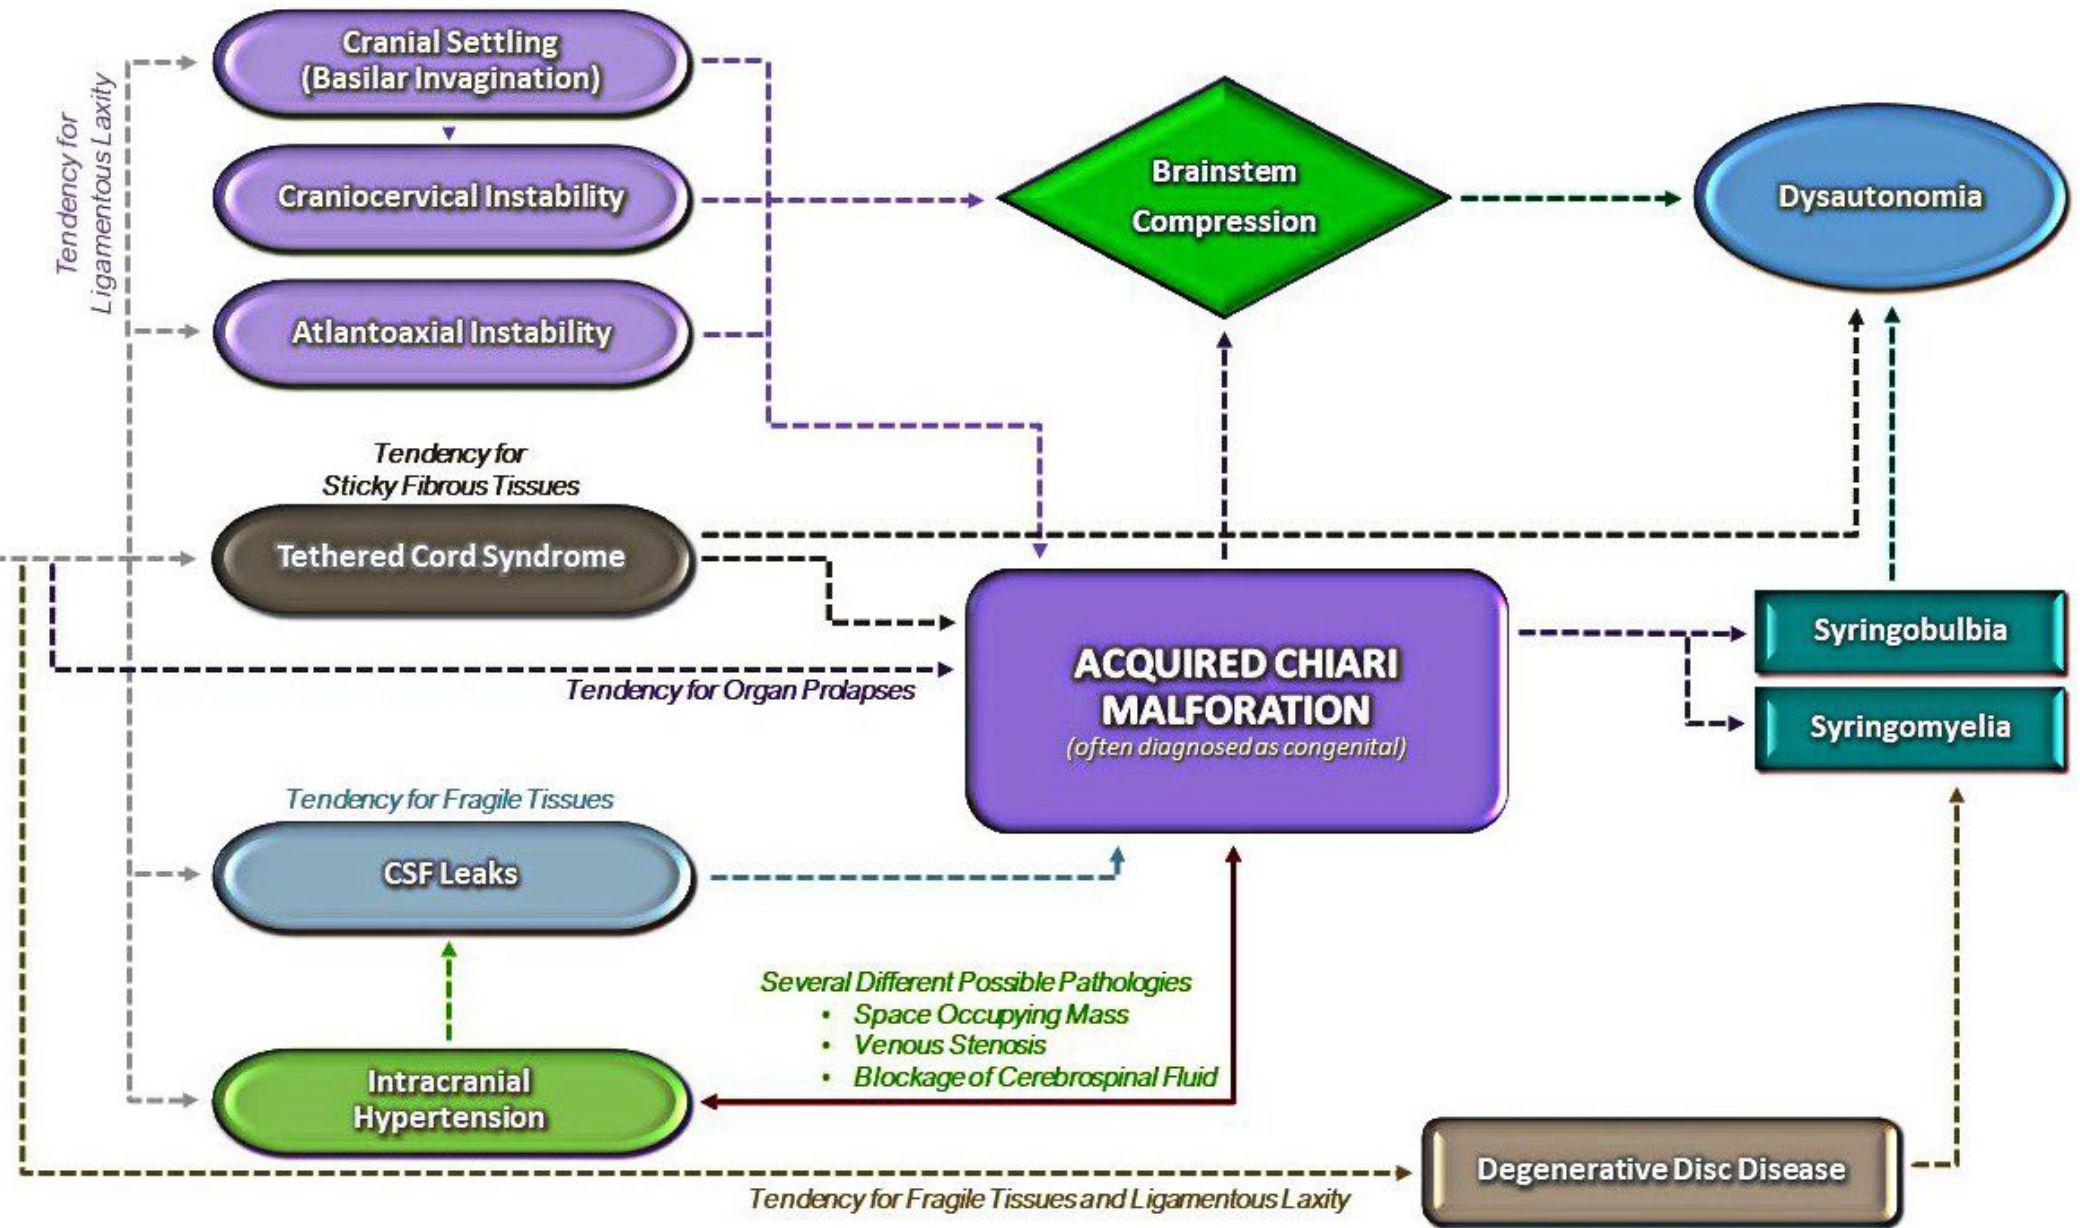 Tendency for
Ligamentous Laxity
Cranial Settling
(Basilar Invagination)
Craniocervical Instability
Atlantoaxial Instability
Brainstem
Compression
Dysautonomia
Tendency for
Sticky Fibrous Tissues
Tethered Cord Syndrome
Tendency for Organ Prolapses
ACQUIRED CHIARI
MALFORATION
(often diagnosed as congenital)
Syringobulbia
Syringomyelia
Tendency for Fragile Tissues
CSF Leaks
Several Different Possible Pathologies
• Space Occupying Mass
• Venous Stenosis
• Blockage of Cerebrospinal Fluid
Intracranial
Hypertension
Degenerative Disc Disease
Tendency for Fragile Tissues and Ligamentous Laxity